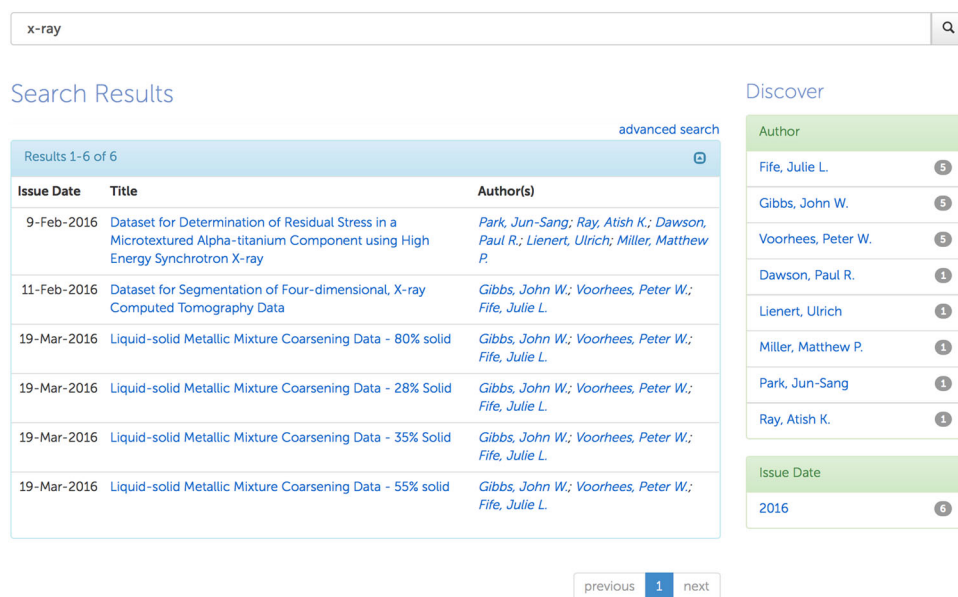 x-ray
Search Results
advanced search
Results 1-6 of 6
Issue Date Title Author(s)
9-Feb-2016 Dataset for Determination of Residual Stress in a Park, Jun-Sang; Ray, Atish K.; Dawson,
Microtextured Alpha-titanium Component using High Paul R.; Lienert, Ulrich; Miller, Matthew
Energy Synchrotron X-ray P.
11-Feb-2016 Dataset for Segmentation of Four-dimensional, X-ray Gibbs, John W.; Voorhees, Peter W.;
Computed Tomography Data Fife, Julie L.
19-Mar-2016 Liquid-solid Metallic Mixture Coarsening Data - 80% solid Gibbs, John W.; Voorhees, Peter W.;
Fife, Julie L.
19-Mar-2016 Liquid-solid Metallic Mixture Coarsening Data - 28% Solid Gibbs, John W.; Voorhees, Peter W.;
Fife, Julie L.
19-Mar-2016 Liquid-solid Metallic Mixture Coarsening Data - 35% Solid Gibbs, John W.; Voorhees, Peter W.;
Fife, Julie L.
19-Mar-2016 Liquid-solid Metallic Mixture Coarsening Data - 55% solid Gibbs, John W.; Voorhees, Peter W.;
Fife, Julie L.
previous 1 next
Discover
Author
Fife, Julie L. 5
Gibbs, John W. 5
Voorhees, Peter W. 5
Dawson, Paul R. 1
Lienert, Ulrich 1
Miller, Matthew P. 1
Park, Jun-Sang 1
Ray, Atish K. 1
Issue Date
2016 6